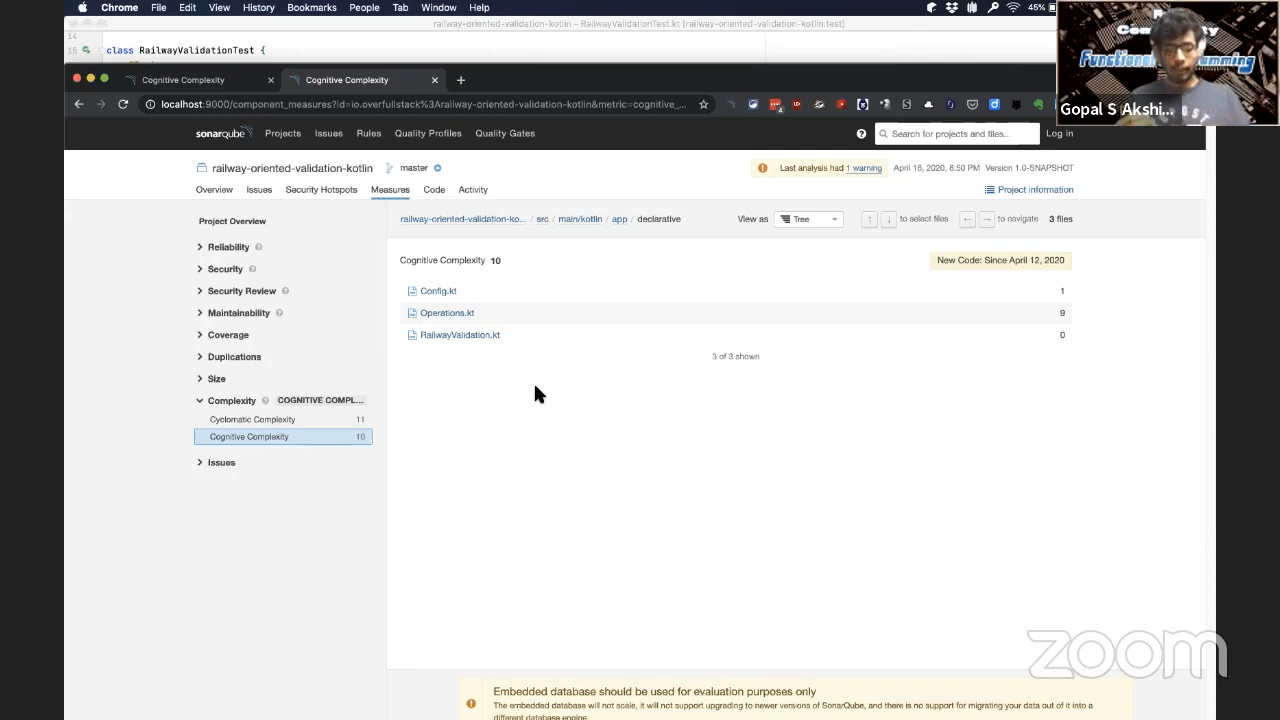 Chrome File Edit View History Bookmarks People Tab Window Help 45%
railway-oriented-validation-kotlin – RailwayValidationTest.kt [railway-oriented-validation-kotlin.test]
14
15 class RailwayValidationTest {
Cognitive Complexity × Cognitive Complexity × +
localhost:9000/component_measures?id=io.overfullstack%3Arailway-oriented-validation-kotlin&metric=cognitive_...
Gopal S Akshi...
sonarqube Projects Issues Rules Quality Profiles Quality Gates Search for projects and files... Log in
railway-oriented-validation-kotlin master Last analysis had 1 warning April 16, 2020, 8:50 PM Version 1.0-SNAPSHOT
Overview Issues Security Hotspots Measures Code Activity Project information
Project Overview
railway-oriented-validation-ko... / src / main/kotlin / app / declarative View as Tree ↑ ↓ to select files ← → to navigate 3 files
Reliability
Security
Security Review
Maintainability
Coverage
Duplications
Size
Complexity COGNITIVE COMPL...
Cyclomatic Complexity 11
Cognitive Complexity 10
Issues
Cognitive Complexity 10 New Code: Since April 12, 2020
Config.kt 1
Operations.kt 9
RailwayValidation.kt 0
3 of 3 shown
zoom
Embedded database should be used for evaluation purposes only
The embedded database will not scale, it will not support upgrading to newer versions of SonarQube, and there is no support for migrating your data out of it into a
different database engine.